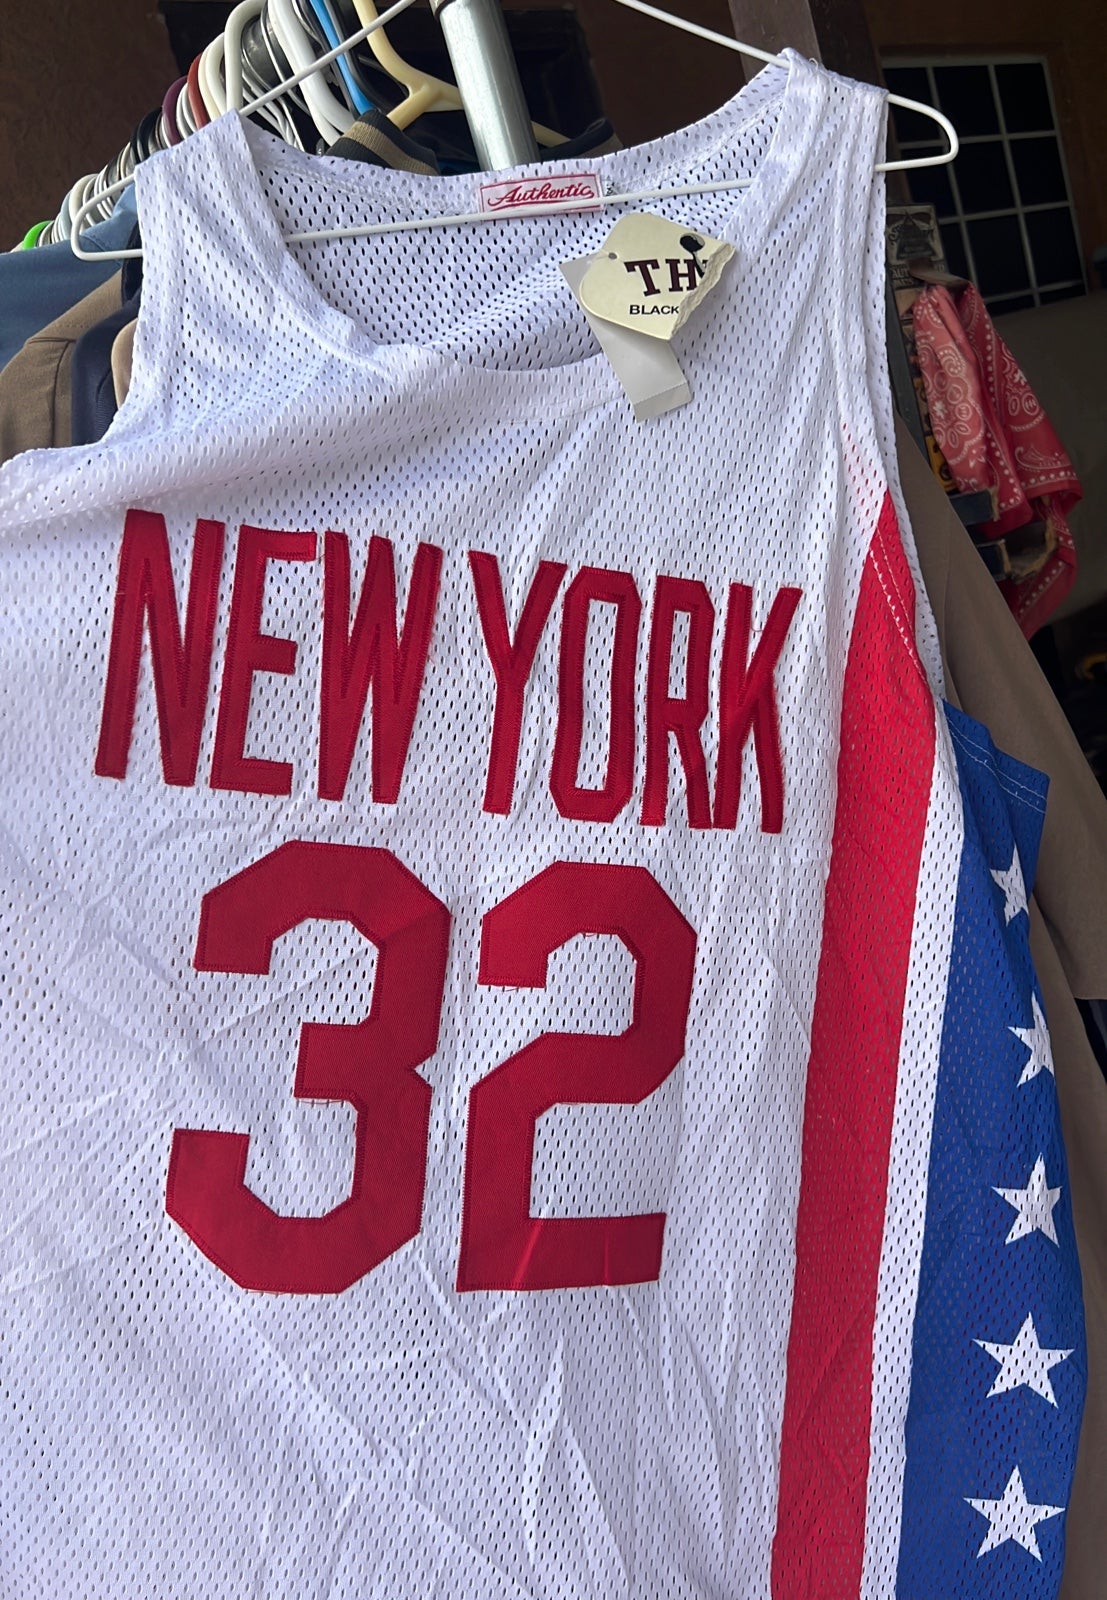 Authentic
TH
BLACK
NEW YORK
32